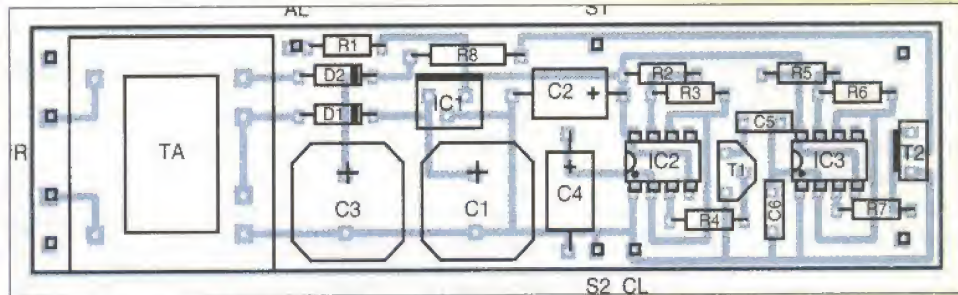 AL S1
R1 R8
D2 R2 R5
IC1 C2 + R3 R6
D1 C5
TA IC2 T1 IC3 T2
R
+ + + C4
C3 C1 R4 C6 R7
S2 CL